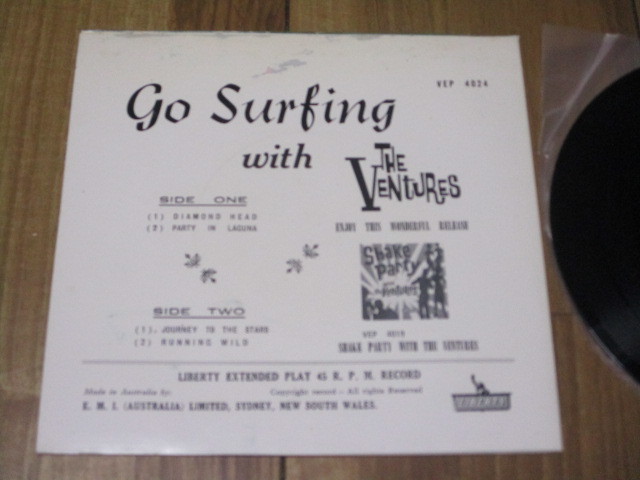 VEP 4024
Go Surfing
with THE VENTURES
SIDE ONE
(1) DIAMOND HEAD
(2) PARTY IN LAGUNA
ENJOY THIS WONDERFUL RELEASE
Shake
Party
Ventures
SIDE TWO
(1). JOURNEY TO THE STARS
(2) RUNNING WILD
VEP
SHAKE PARTY WITH THE VENTURES
LIBERTY EXTENDED PLAY 45 R. P. M. RECORD
Made in Australia by: Copyright record — All rights Reserved
E. M. I. (AUSTRALIA) LIMITED, SYDNEY, NEW SOUTH WALES.
LIBERTY